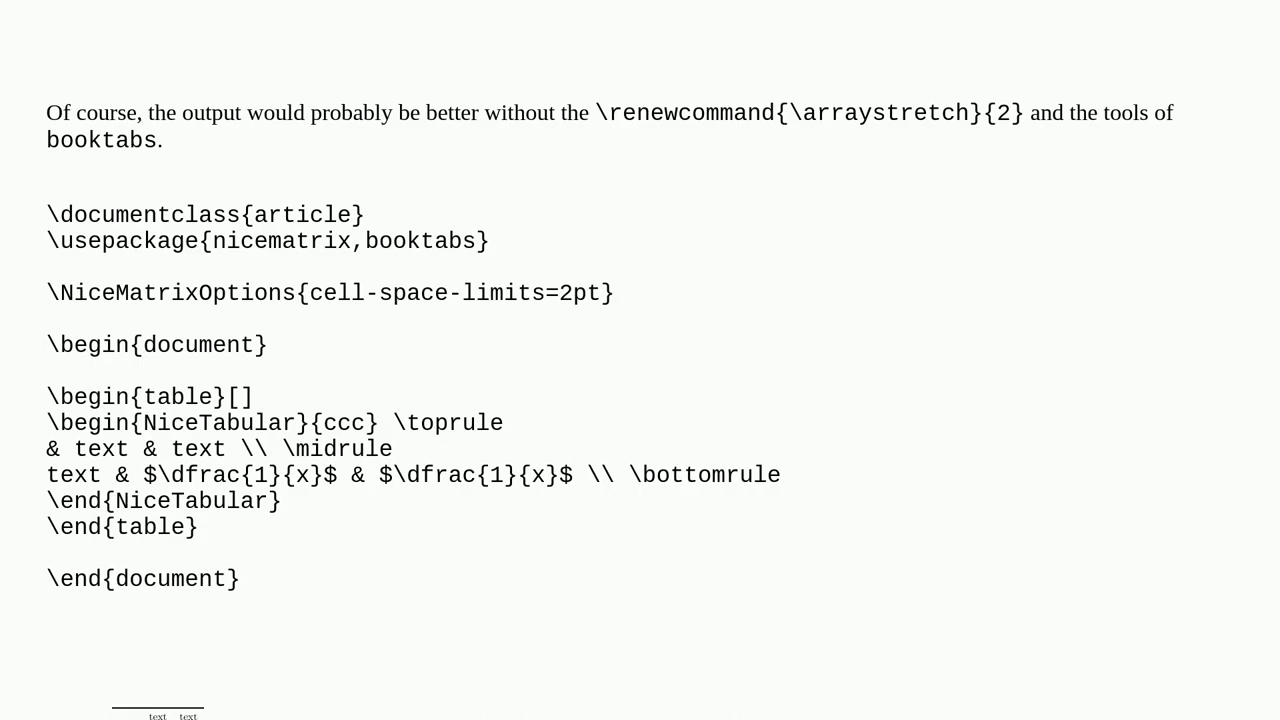 Of course, the output would probably be better without the \renewcommand{\arraystretch}{2} and the tools of
booktabs.
\documentclass{article}
\usepackage{nicematrix,booktabs}
\NiceMatrixOptions{cell-space-limits=2pt}
\begin{document}
\begin{table}[]
\begin{NiceTabular}{ccc} \toprule
& text & text \\ \midrule
text & $\dfrac{1}{x}$ & $\dfrac{1}{x}$ \\ \bottomrule
\end{NiceTabular}
\end{table}
\end{document}
text text